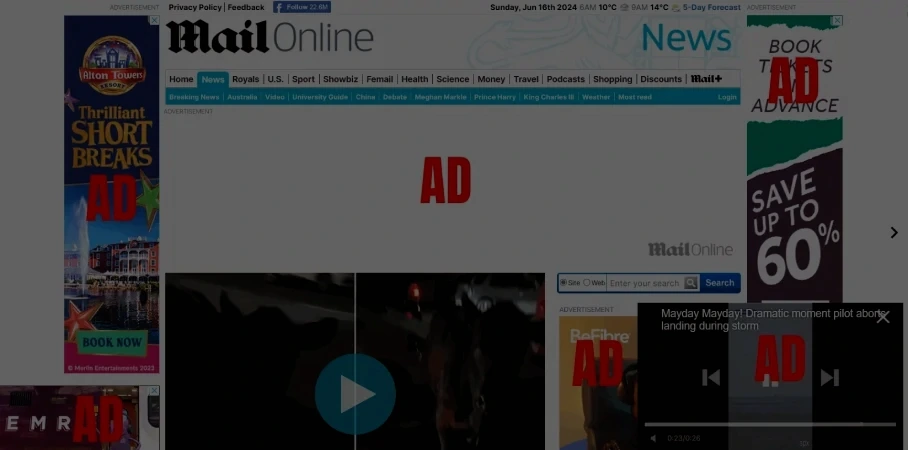 ADVERTISEMENT
Privacy Policy | Feedback
Follow 22.6M
Sunday, Jun 16th 2024 6AM 10°C 9AM 14°C 5-Day Forecast
ADVERTISEMENT
Mail Online
News
Home News Royals U.S. Sport Showbiz Femail Health Science Money Travel Podcasts Shopping Discounts Mail+
Breaking News Australia Video University Guide China Debate Meghan Markle Prince Harry King Charles III Weather Most read Login
ADVERTISEMENT
AD
Mail Online
Alton Towers
RESORT
Thrilliant
SHORT
BREAKS
AD
BOOK NOW
© Merlin Entertainments 2023
EMR
AD
BOOK
AD
ADVANCE
SAVE
UP TO
60%
Site Web Enter your search Search
ADVERTISEMENT
BeFibre
AD
Mayday Mayday! Dramatic moment pilot aborts
landing during storm
AD
0:23/0:26